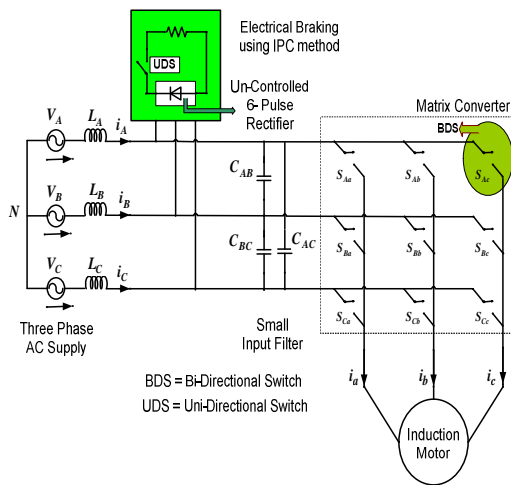 Electrical Braking
using IPC method
UDS
Un-Controlled
6- Pulse
Rectifier
Matrix Converter
BDS
V_A L_A i_A
C_AB
S_Aa S_Ab S_Ac
N
V_B L_B i_B
C_BC C_AC
S_Ba S_Bb S_Bc
V_C L_C i_C
S_Ca S_Cb S_Cc
Three Phase
AC Supply
Small
Input Filter
BDS = Bi-Directional Switch
UDS = Uni-Directional Switch
i_a i_b i_c
Induction
Motor